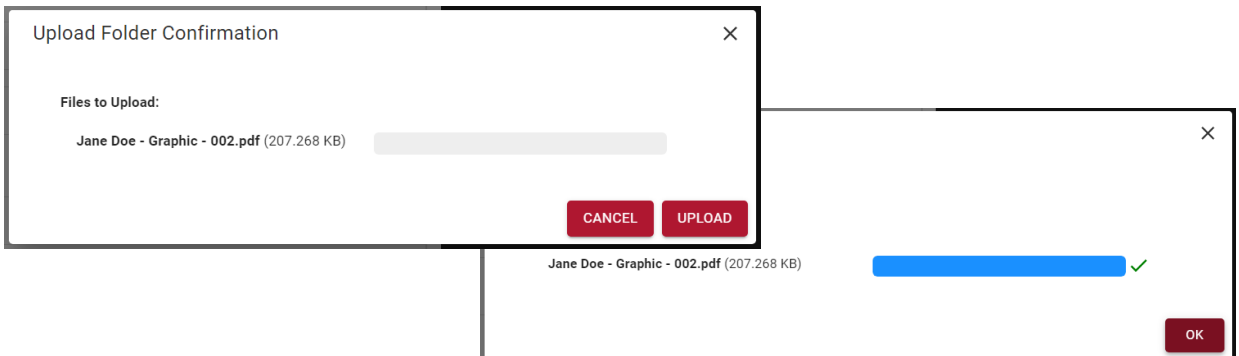 Upload Folder Confirmation
Files to Upload:
Jane Doe - Graphic - 002.pdf (207.268 KB)
CANCEL UPLOAD
Jane Doe - Graphic - 002.pdf (207.268 KB)
OK